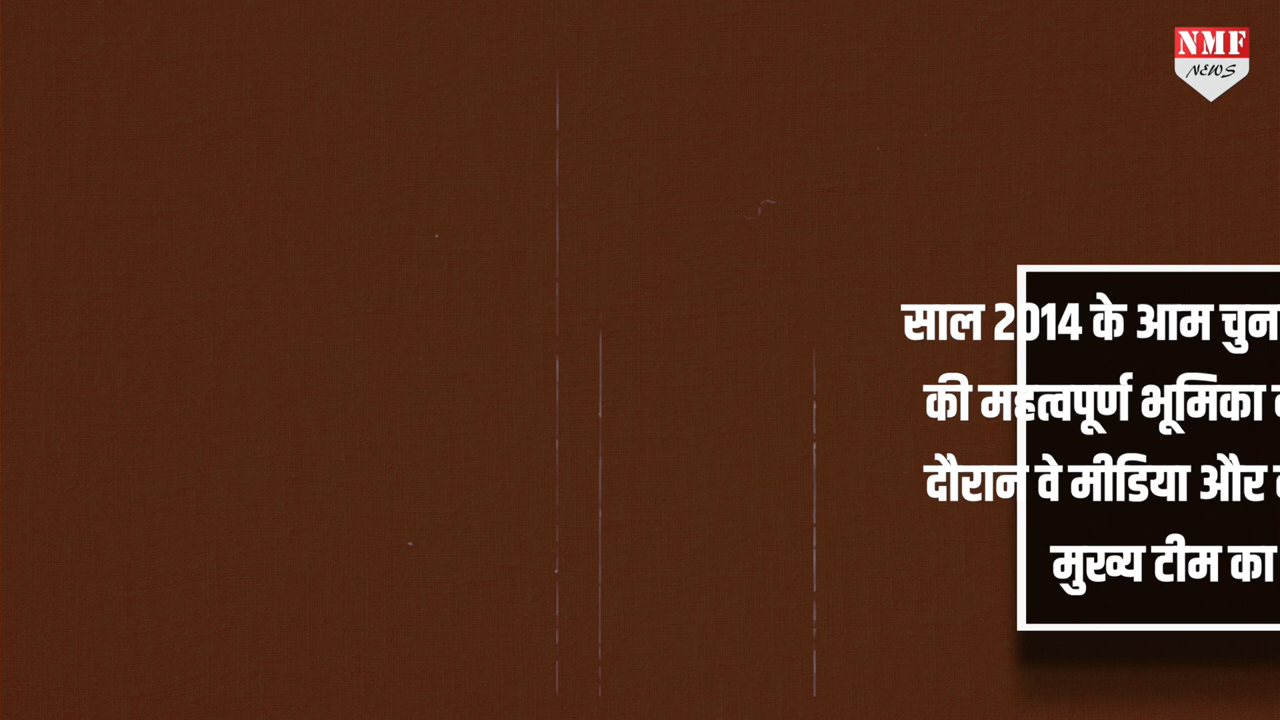 NMF
NEWS
साल 2014 के आम चुन
की महत्वपूर्ण भूमिका
दौरान वे मीडिया और
मुख्य टीम का